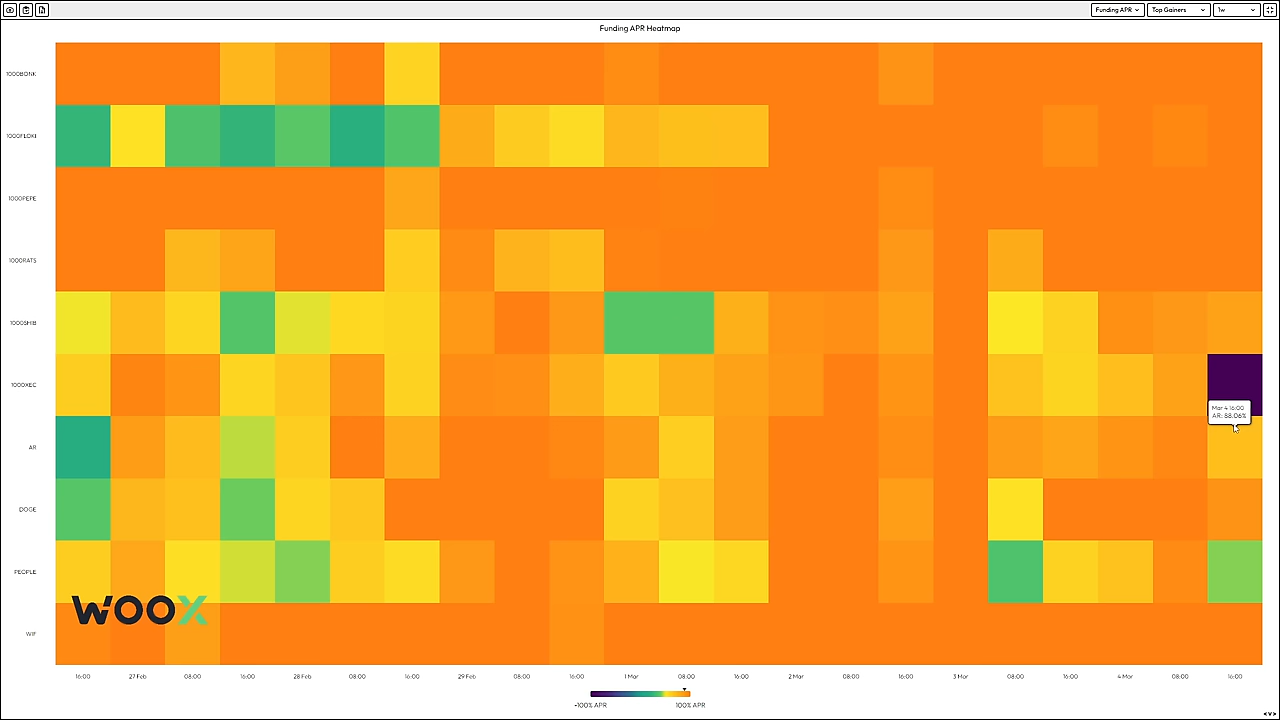 Funding APR
Top Gainers
1w
Funding APR Heatmap
1000BONK
1000FLOKI
1000PEPE
1000RATS
1000SHIB
1000XEC
AR
DOGE
PEOPLE
WIF
Mar 4 16:00
AR: 88.06%
WOOX
16:00 27 Feb 08:00 16:00 28 Feb 08:00 16:00 29 Feb 08:00 16:00 1 Mar 08:00 16:00 2 Mar 08:00 16:00 3 Mar 08:00 16:00 4 Mar 08:00 16:00
-100% APR 100% APR
<v>